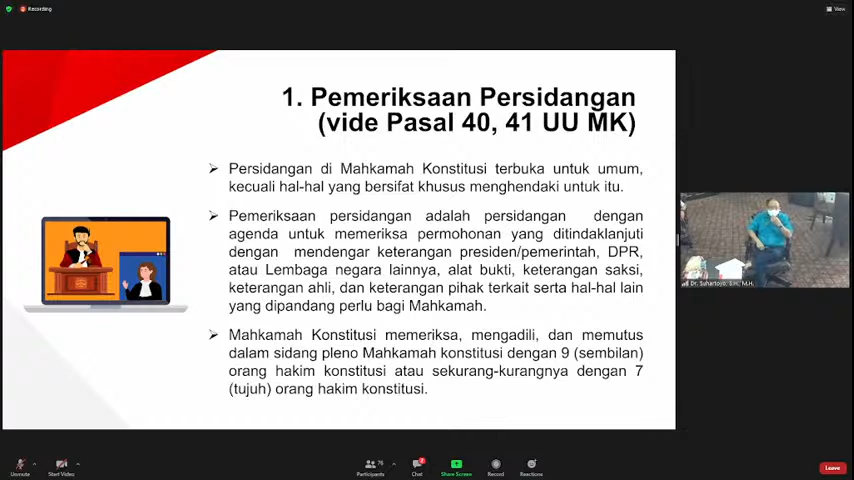 Recording
View
1. Pemeriksaan Persidangan
(vide Pasal 40, 41 UU MK)
➢ Persidangan di Mahkamah Konstitusi terbuka untuk umum,
kecuali hal-hal yang bersifat khusus menghendaki untuk itu.
➢ Pemeriksaan persidangan adalah persidangan dengan
agenda untuk memeriksa permohonan yang ditindaklanjuti
dengan mendengar keterangan presiden/pemerintah, DPR,
atau Lembaga negara lainnya, alat bukti, keterangan saksi,
keterangan ahli, dan keterangan pihak terkait serta hal-hal lain
yang dipandang perlu bagi Mahkamah.
➢ Mahkamah Konstitusi memeriksa, mengadili, dan memutus
dalam sidang pleno Mahkamah konstitusi dengan 9 (sembilan)
orang hakim konstitusi atau sekurang-kurangnya dengan 7
(tujuh) orang hakim konstitusi.
Dr. Suhartoyo, S.H., M.H.
Unmute
Start Video
Participants
76
Chat
2
Share Screen
Record
Reactions
Leave